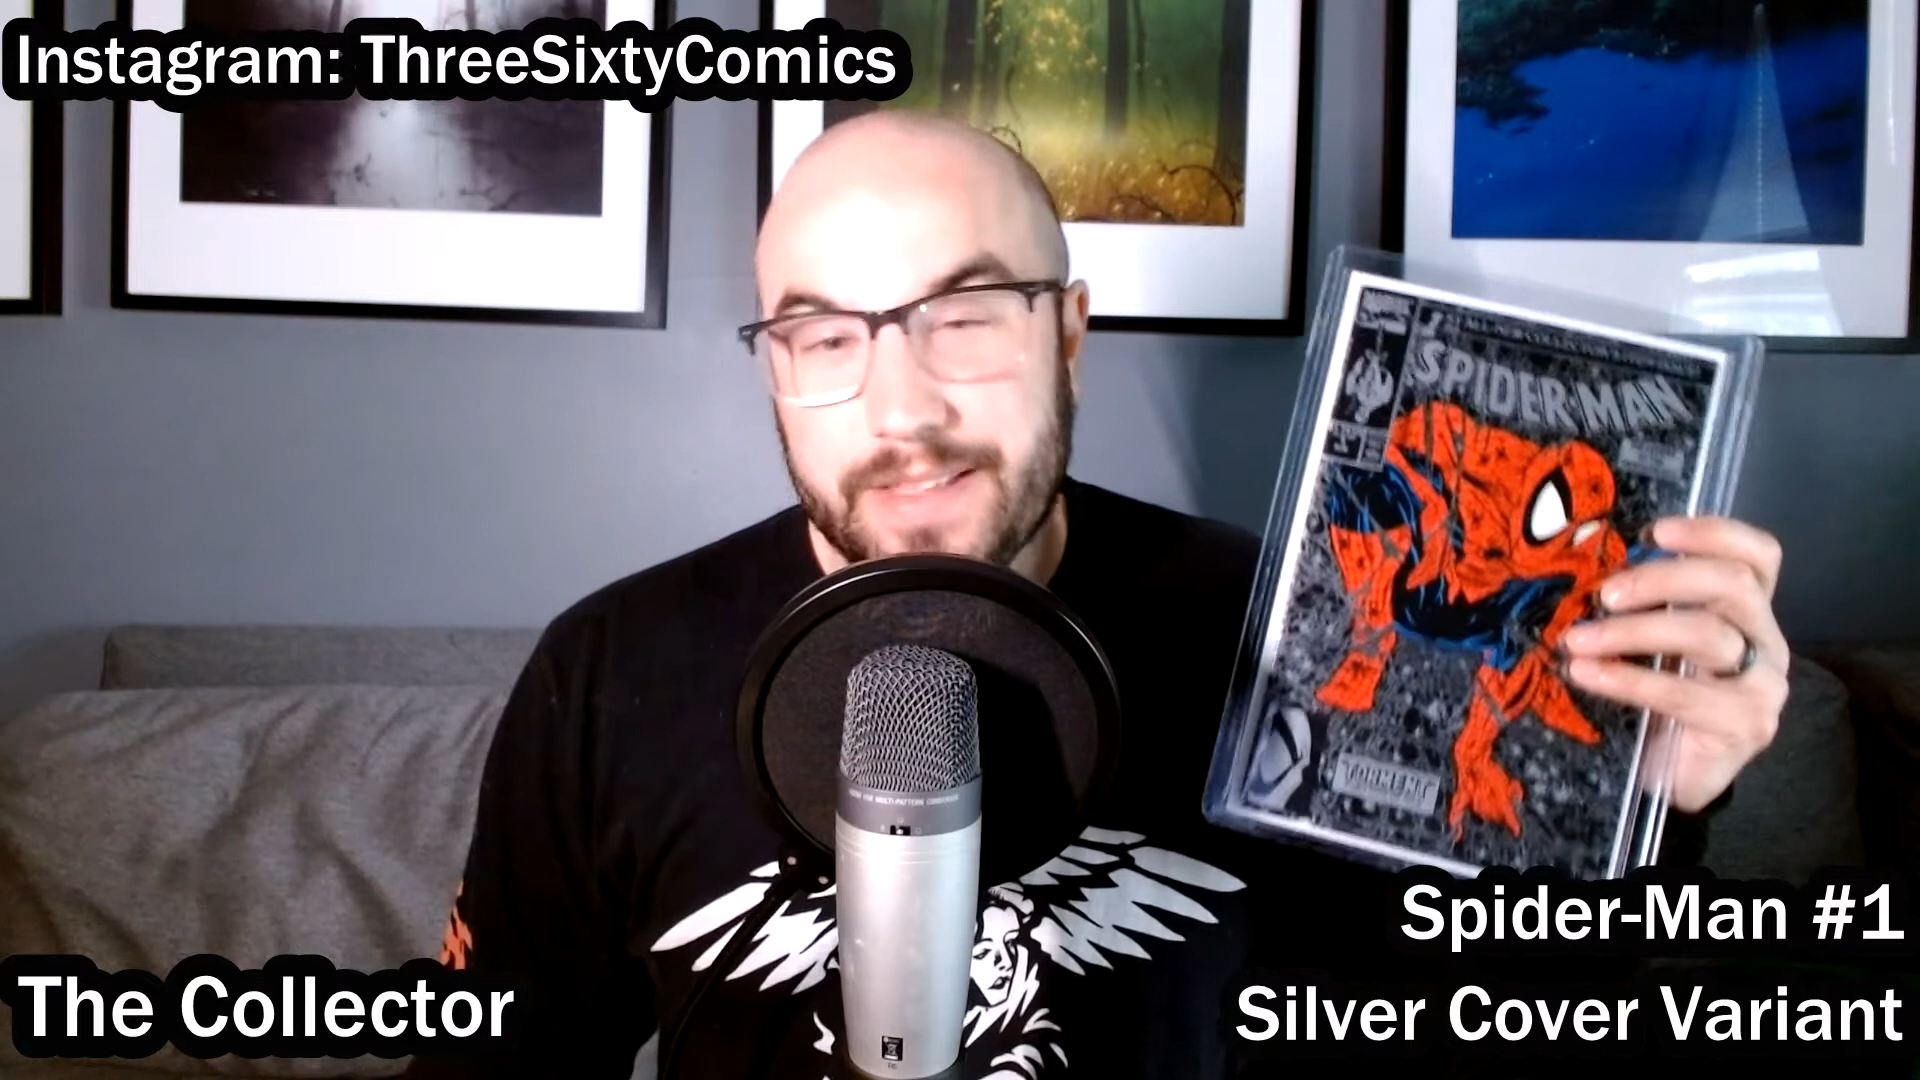 Instagram: ThreeSixtyComics
SPIDER-MAN
TORMENT
Spider-Man #1
Silver Cover Variant
The Collector